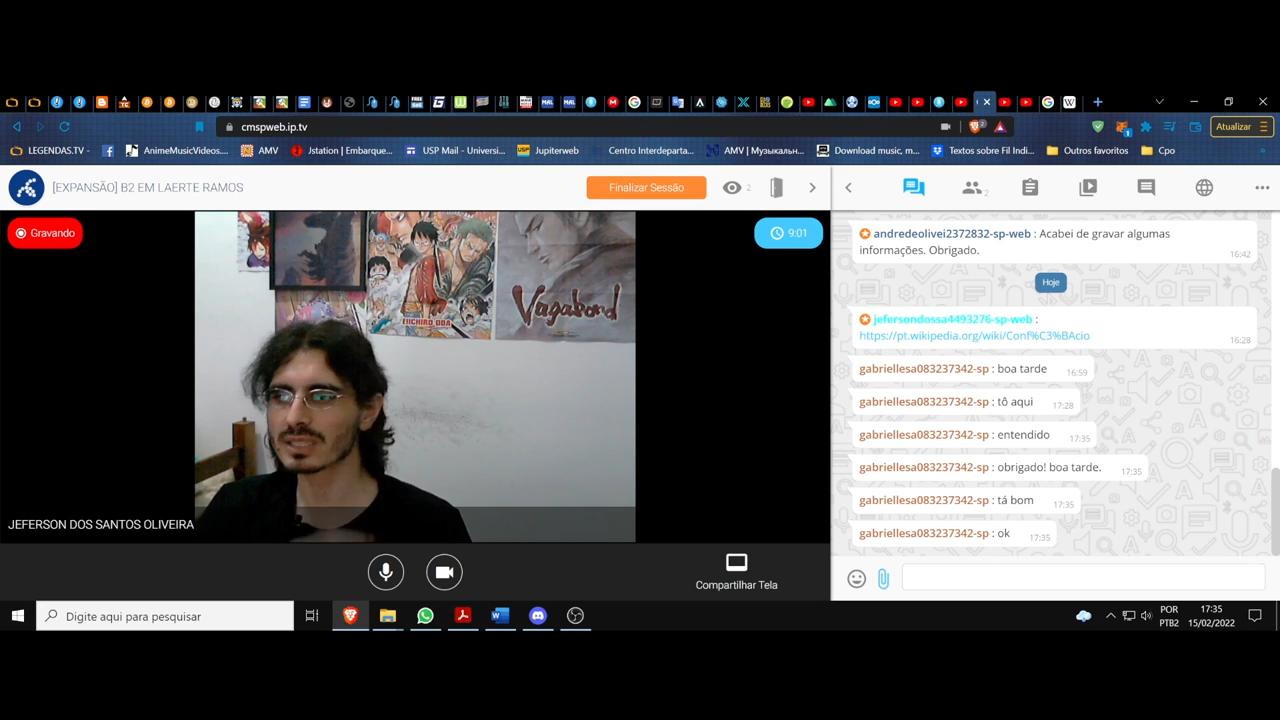 cmspweb.ip.tv
Atualizar
LEGENDAS.TV -
AnimeMusicVideos....
AMV
Jstation | Embarque...
USP Mail - Universi...
Jupiterweb
Centro Interdeparta...
AMV | Музыкальн...
Download music, m...
Textos sobre Fil Indi...
Outros favoritos
Cpo
[EXPANSÃO] B2 EM LAERTE RAMOS
Finalizar Sessão
2
2
Gravando
9:01
EIICHIRO ODA
Vagabond
JEFERSON DOS SANTOS OLIVEIRA
Compartilhar Tela
andredeolivei2372832-sp-web : Acabei de gravar algumas
informações. Obrigado.
16:42
Hoje
jefersondossa4493276-sp-web :
https://pt.wikipedia.org/wiki/Conf%C3%BAcio
16:28
gabriellesa083237342-sp : boa tarde
16:59
gabriellesa083237342-sp : tô aqui
17:28
gabriellesa083237342-sp : entendido
17:35
gabriellesa083237342-sp : obrigado! boa tarde.
17:35
gabriellesa083237342-sp : tá bom
17:35
gabriellesa083237342-sp : ok
17:35
Digite aqui para pesquisar
POR
PTB2
17:35
15/02/2022